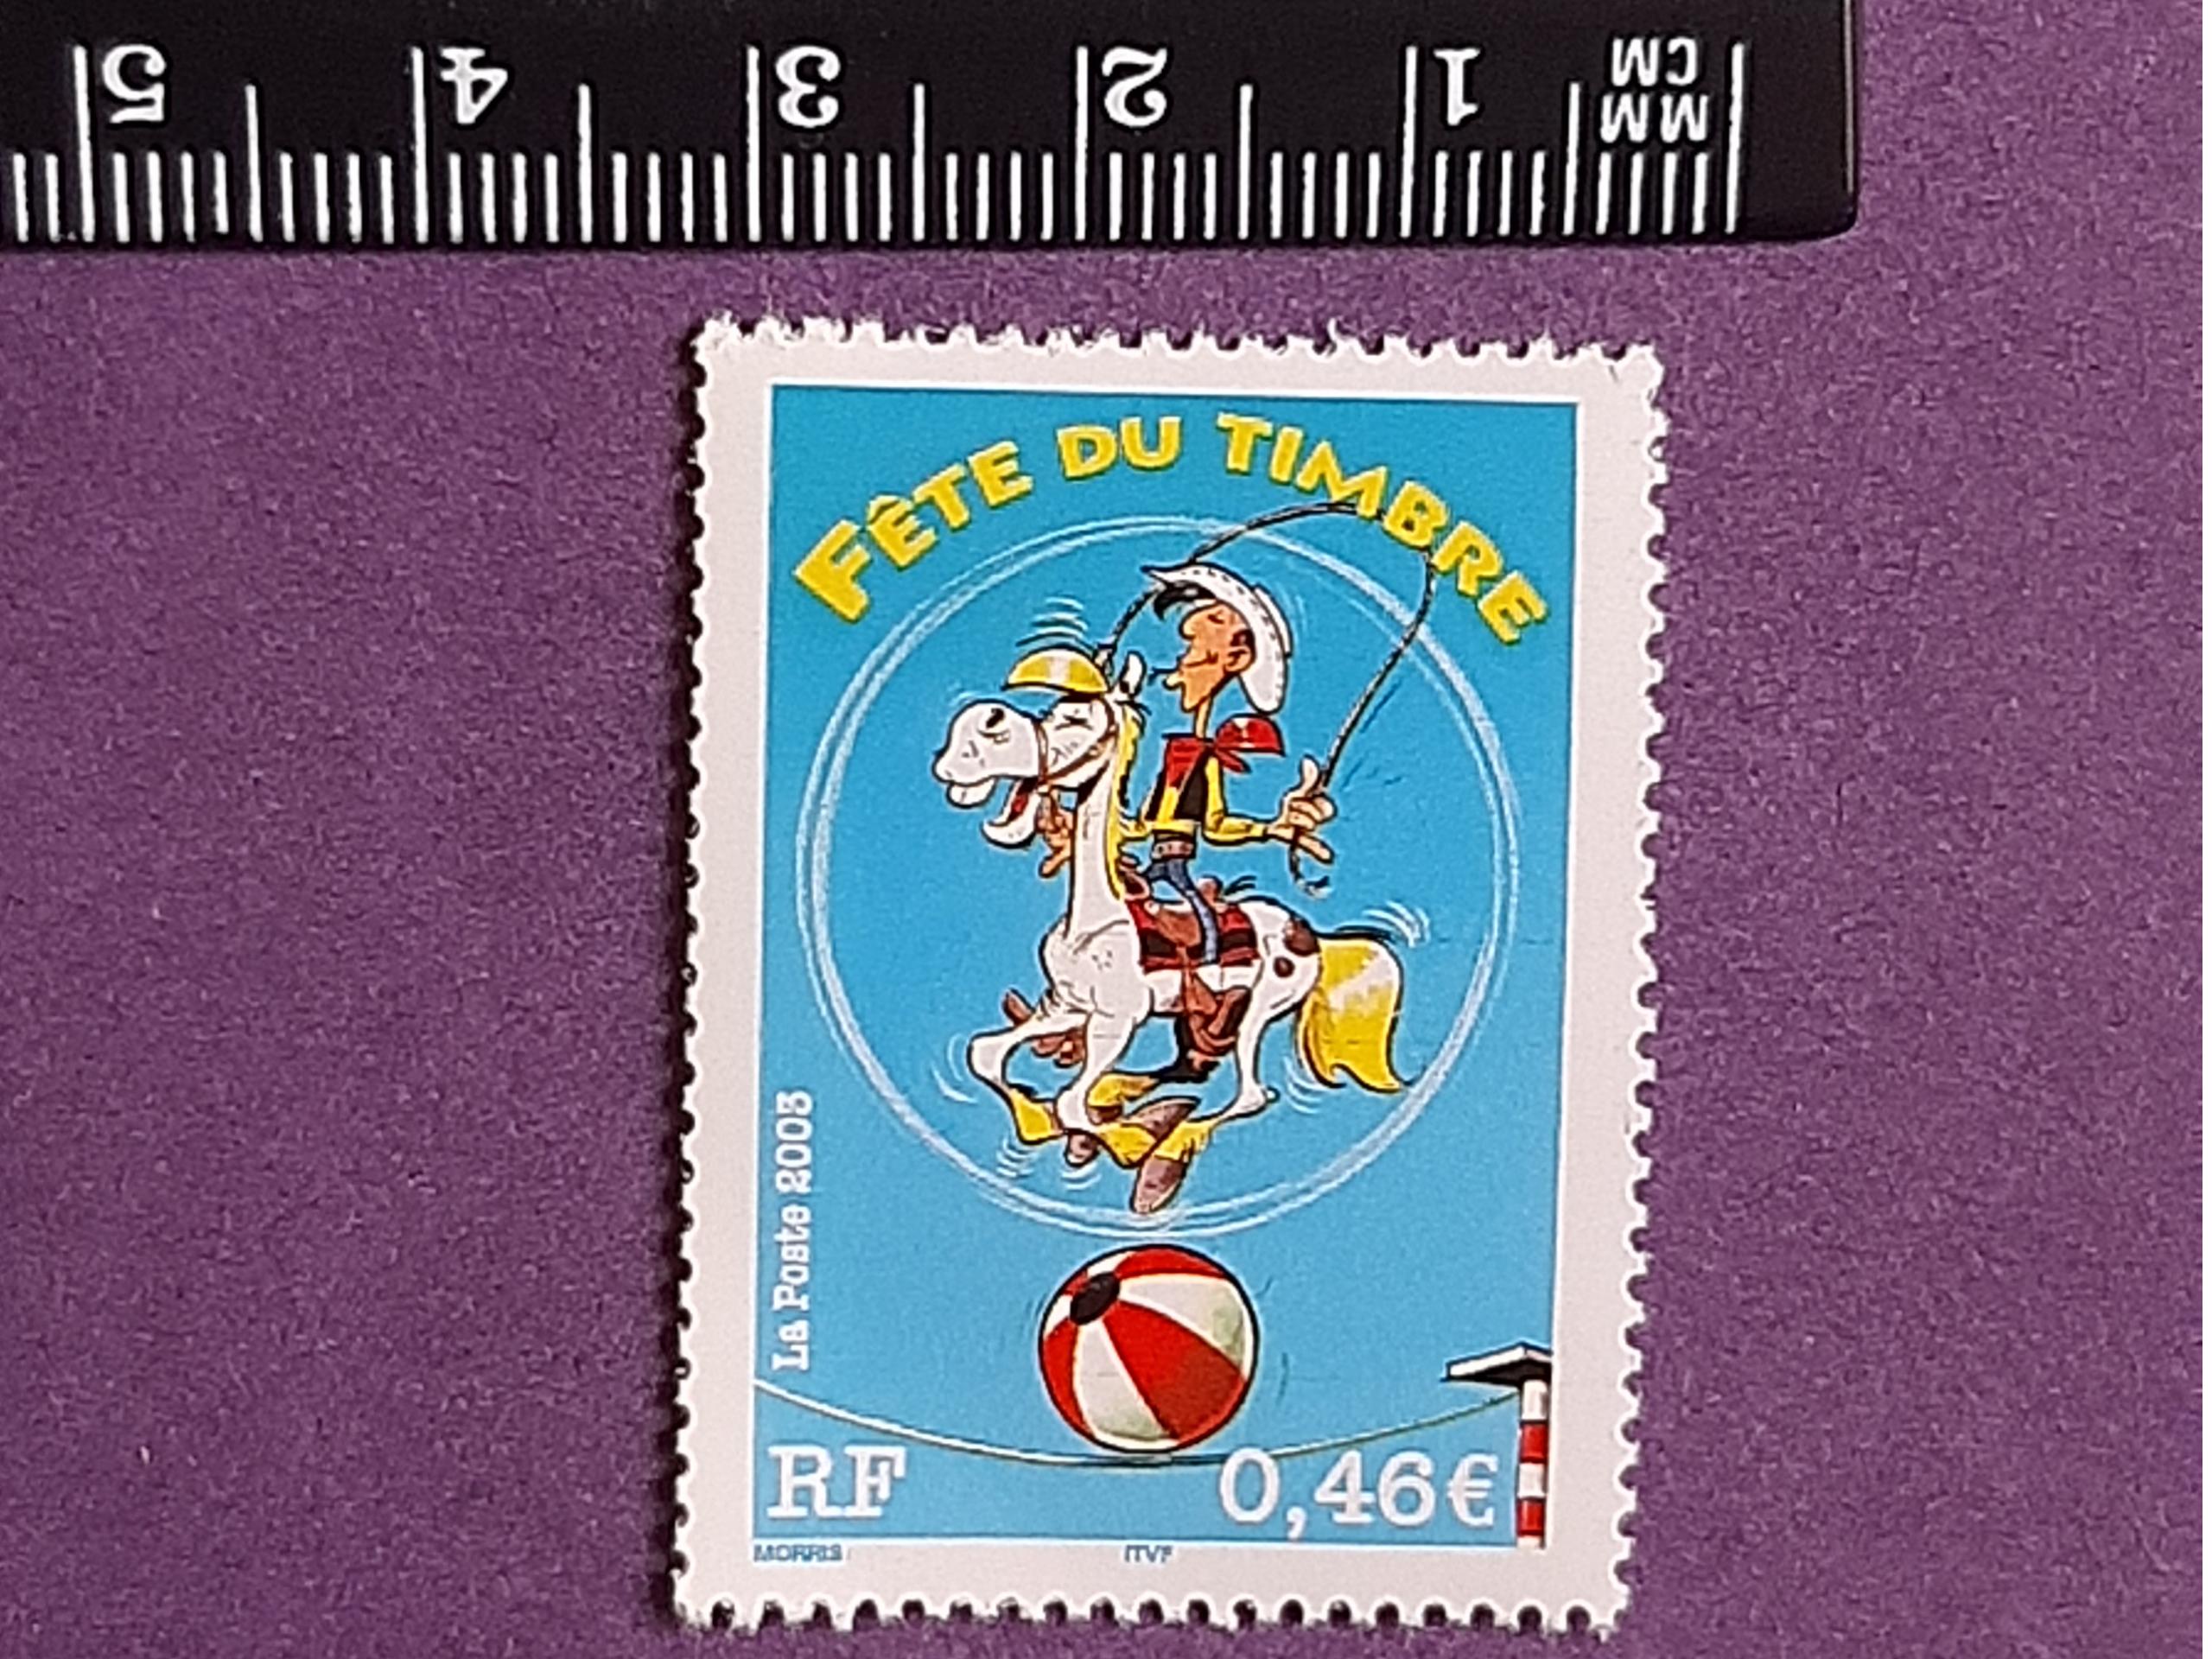 5 4 3 2 1 CM
MM
FÊTE DU TIMBRE
La Poste 2003
RF 0,46€
MORRIS ITVF